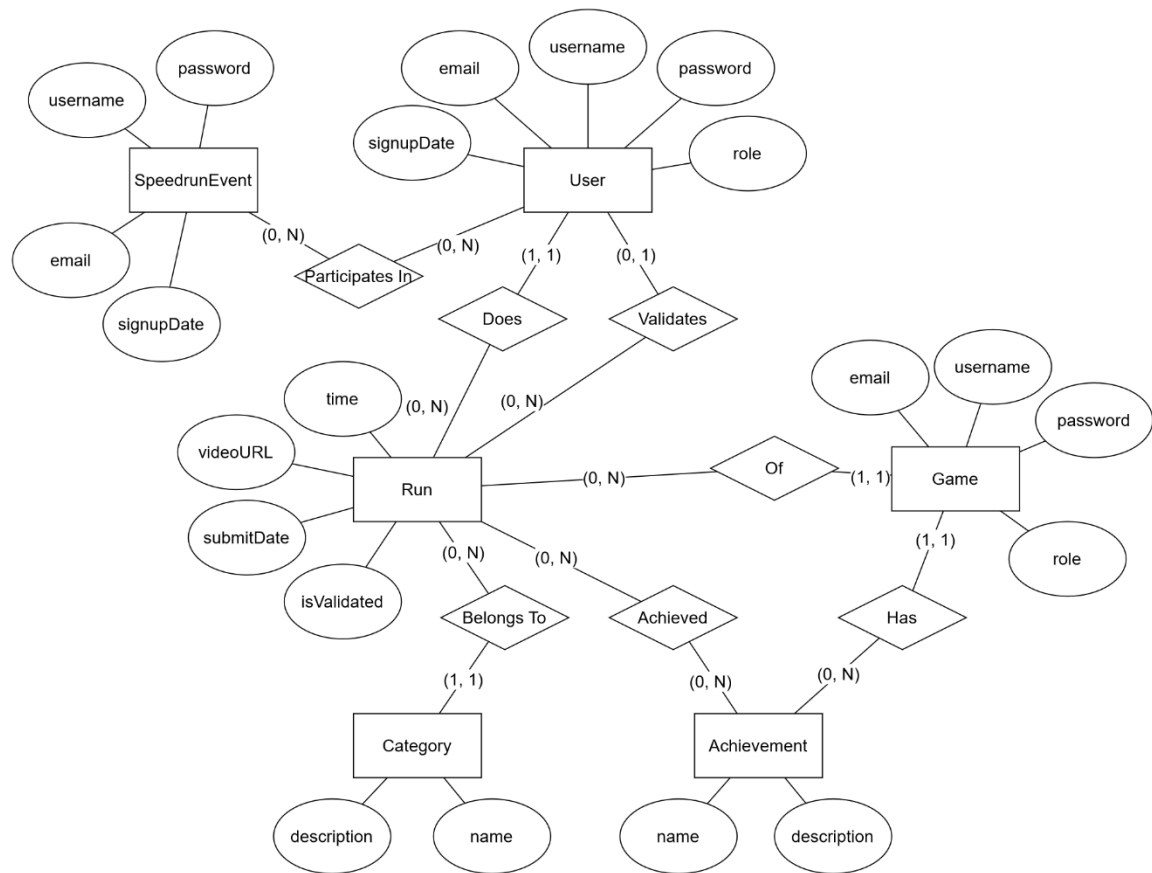 username
password
email
password
username
signupDate
role
SpeedrunEvent
User
(0, N)
(0, N)
(1, 1)
(0, 1)
email
Participates In
signupDate
Does
Validates
username
email
time
(0, N)
(0, N)
password
videoURL
Run
(0, N)
Of
(1, 1)
Game
submitDate
(1, 1)
(0, N)
(0, N)
role
isValidated
Belongs To
Achieved
Has
(1, 1)
(0, N)
(0, N)
Category
Achievement
description
name
name
description